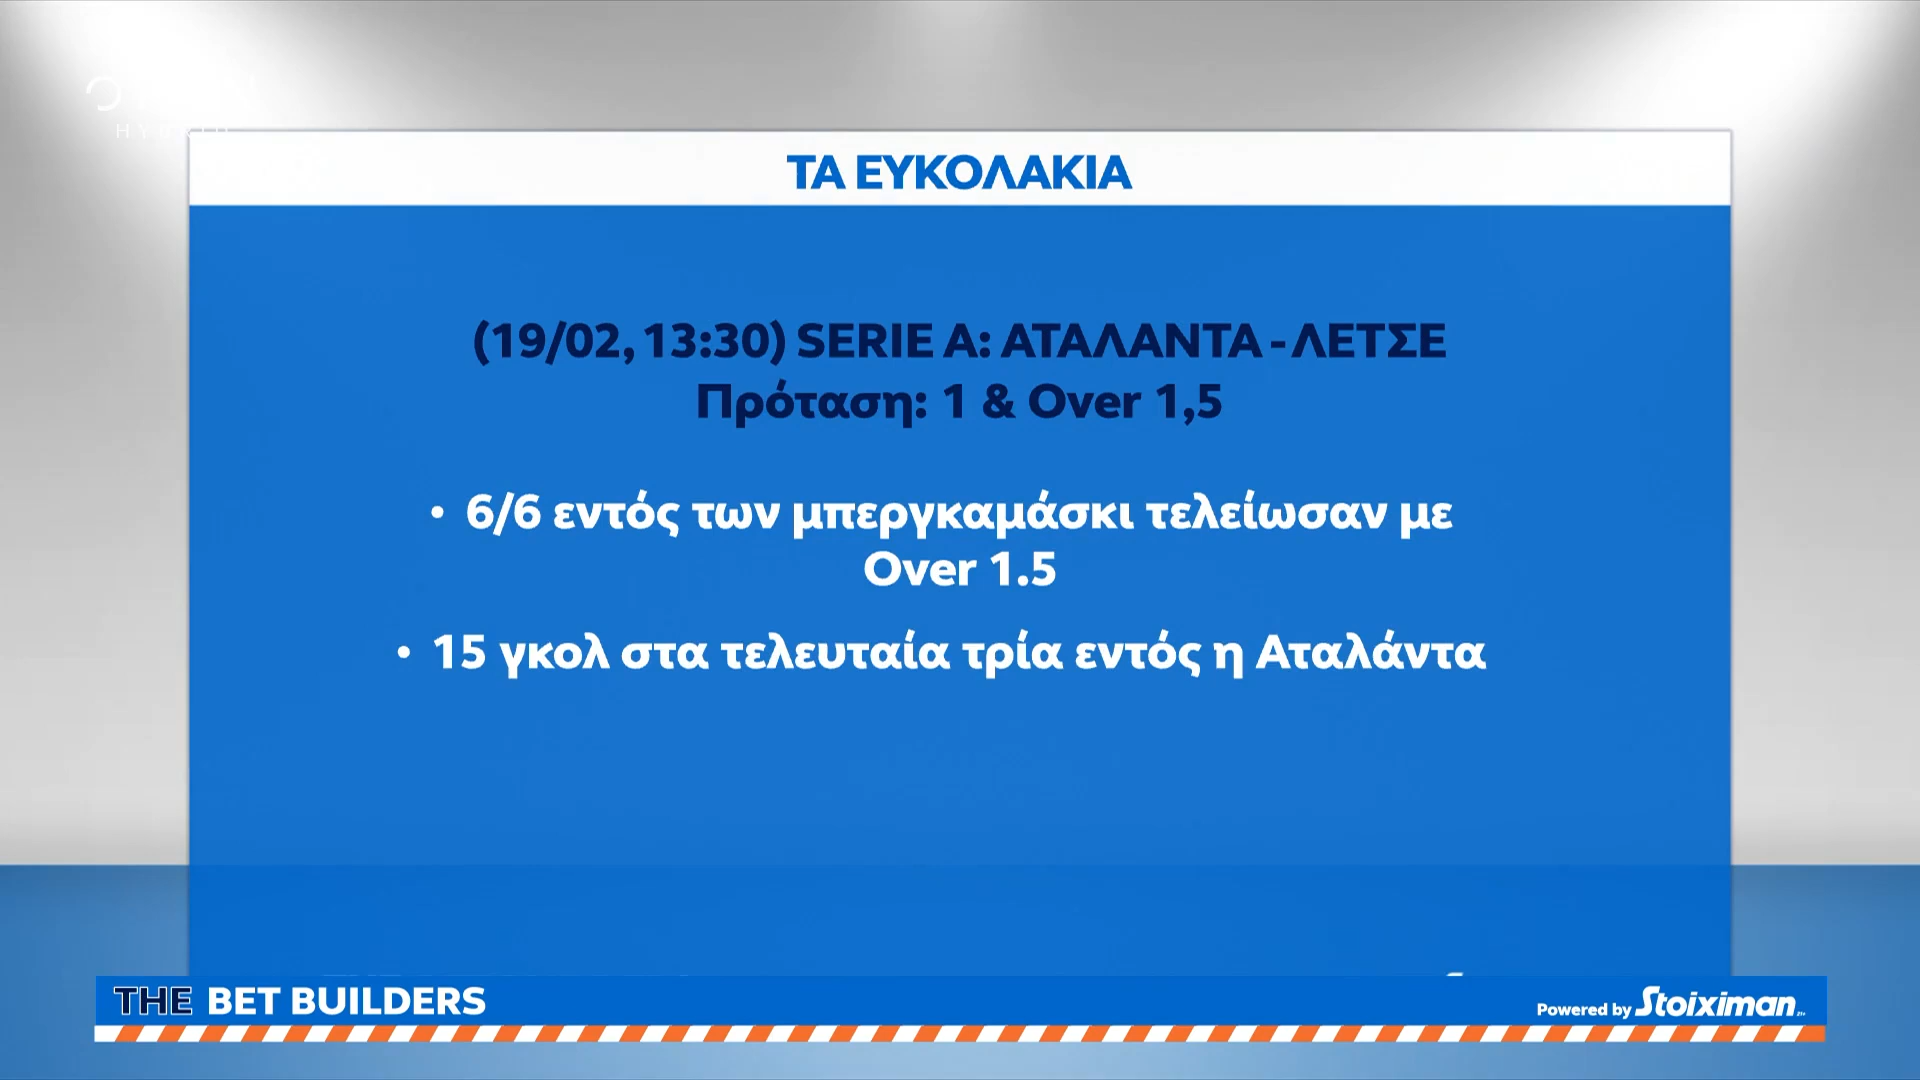 ΤΑ ΕΥΚΟΛΑΚΙΑ
(19/02, 13:30) SERIE A: ΑΤΑΛΑΝΤΑ - ΛΕΤΣΕ
Πρόταση: 1 & Over 1,5
• 6/6 εντός των μπεργκαμάσκι τελείωσαν με
Over 1.5
• 15 γκολ στα τελευταία τρία εντός η Αταλάντα
THE BET BUILDERS
Powered by Stoiximan